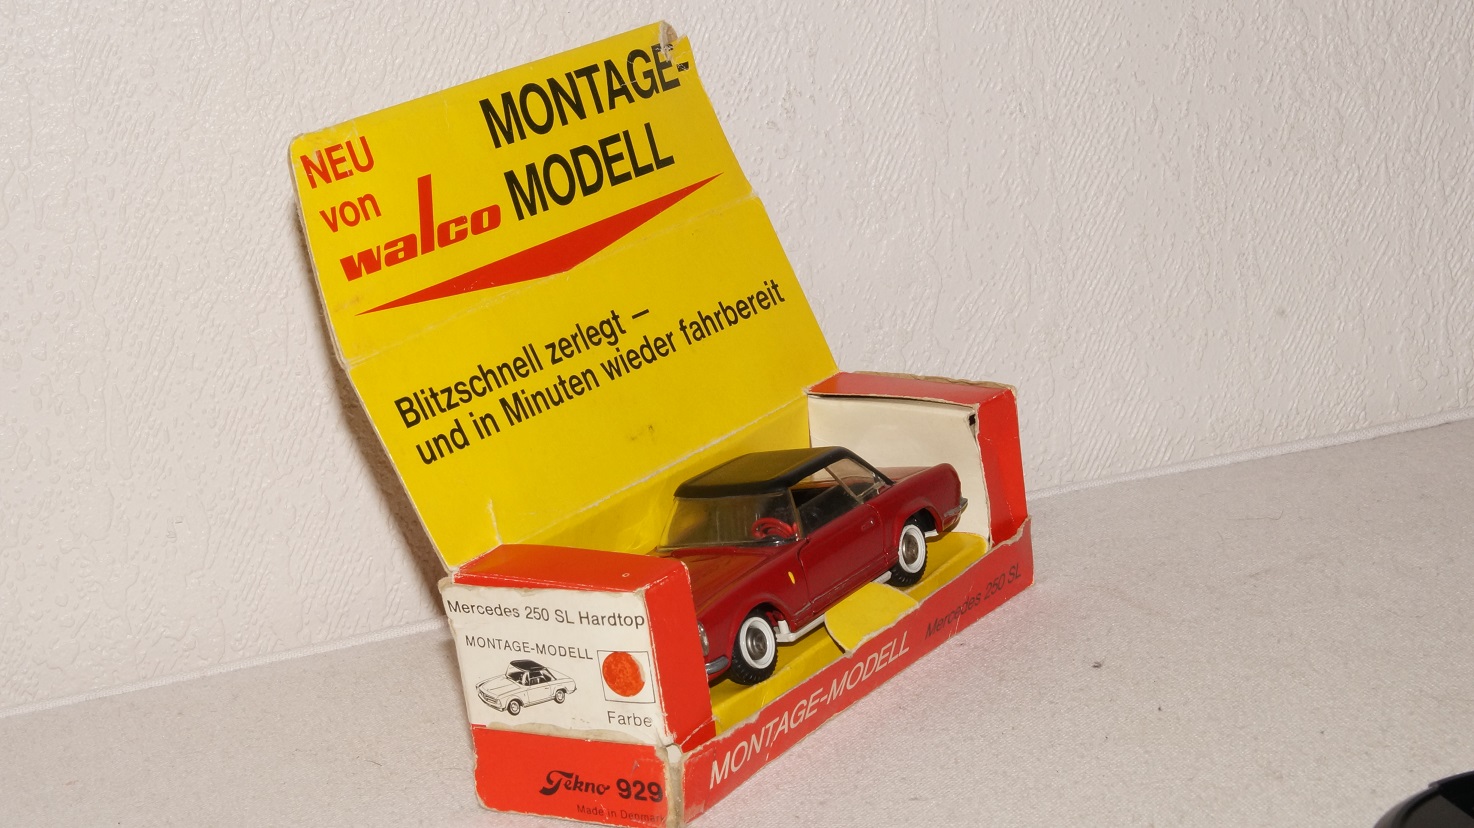 NEU
von
walco
MONTAGE-
MODELL
Blitzschnell zerlegt —
und in Minuten wieder fahrbereit
Mercedes 250 SL Hardtop
MONTAGE-MODELL
Farbe
Tekno 929
Made in Denmark
MONTAGE-MODELL Mercedes 250 SL